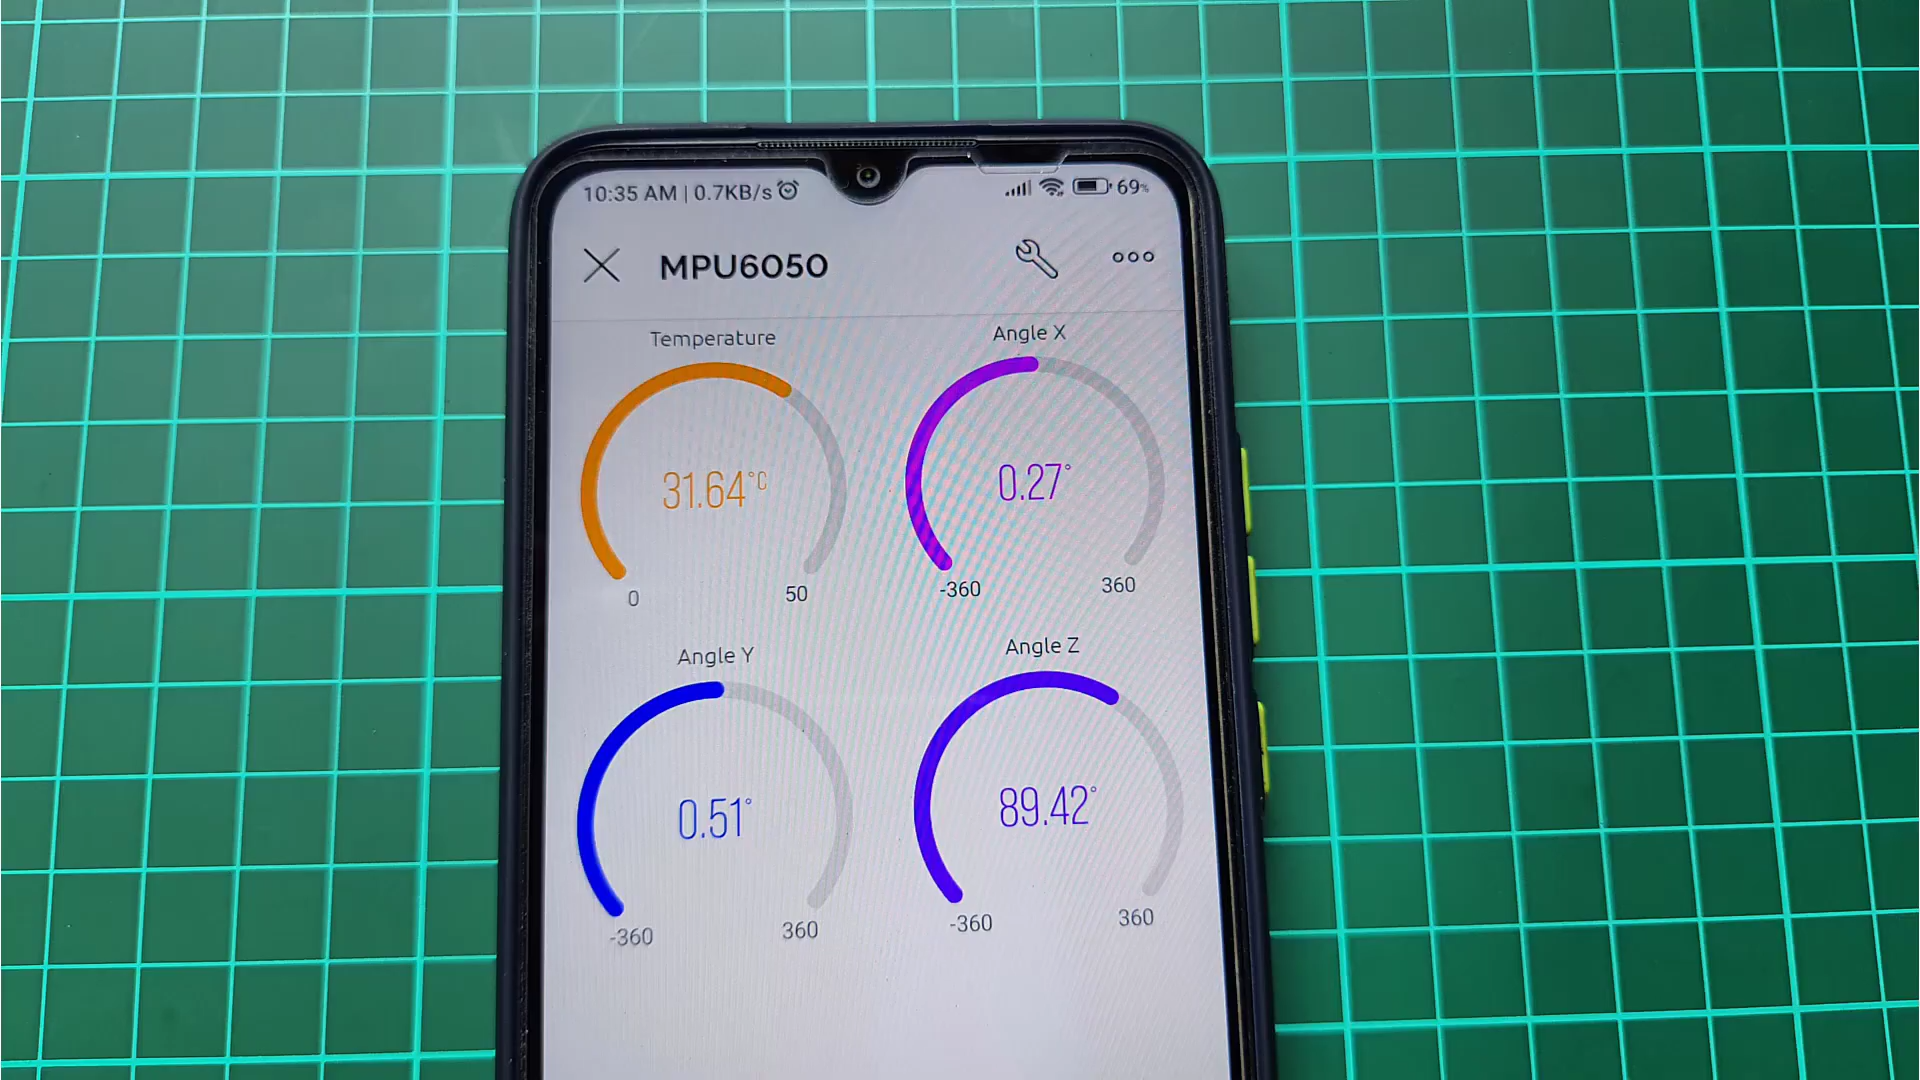 10:35 AM | 0.7KB/s
69%
MPU6050
Temperature
Angle X
31.64°C
0.27°
0
50
-360
360
Angle Y
Angle Z
0.51°
89.42°
-360
360
-360
360